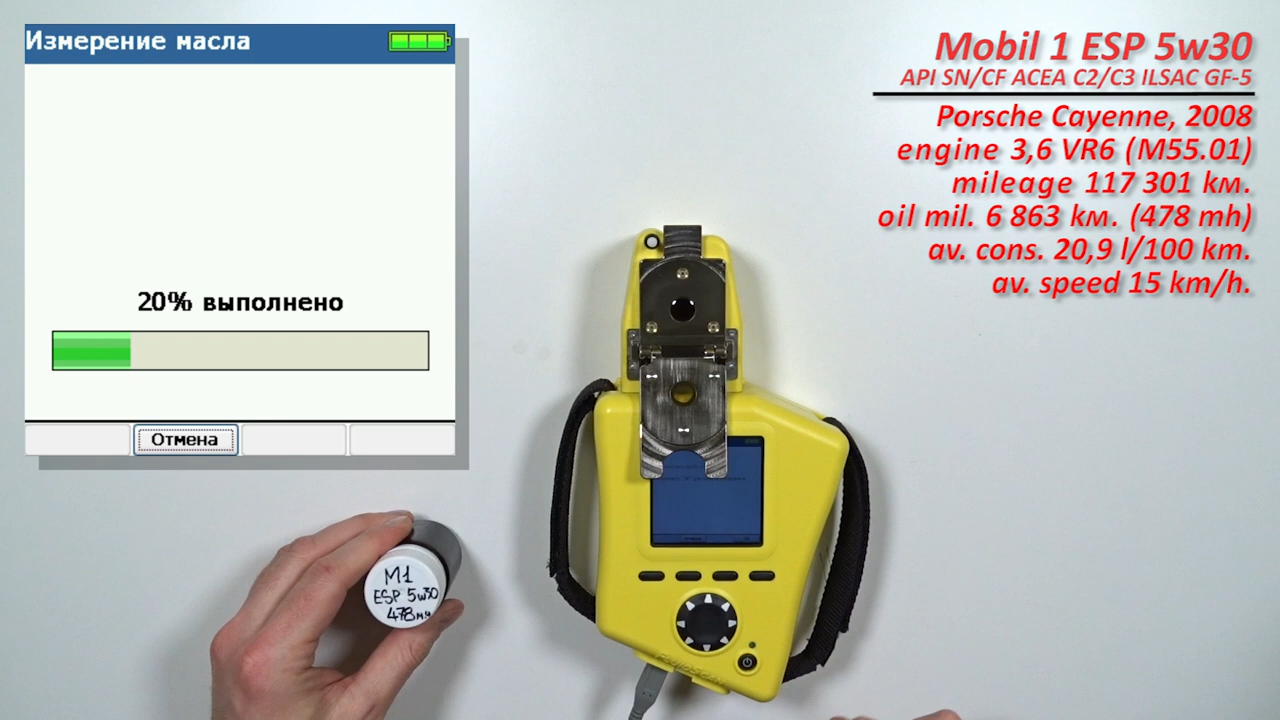 Измерение масла
20% выполнено
Отмена
Mobil 1 ESP 5w30
API SN/CF ACEA C2/C3 ILSAC GF-5
Porsche Cayenne, 2008
engine 3,6 VR6 (M55.01)
mileage 117 301 км.
oil mil. 6 863 км. (478 mh)
av. cons. 20,9 l/100 km.
av. speed 15 km/h.
M1
ESP 5w30
478мч